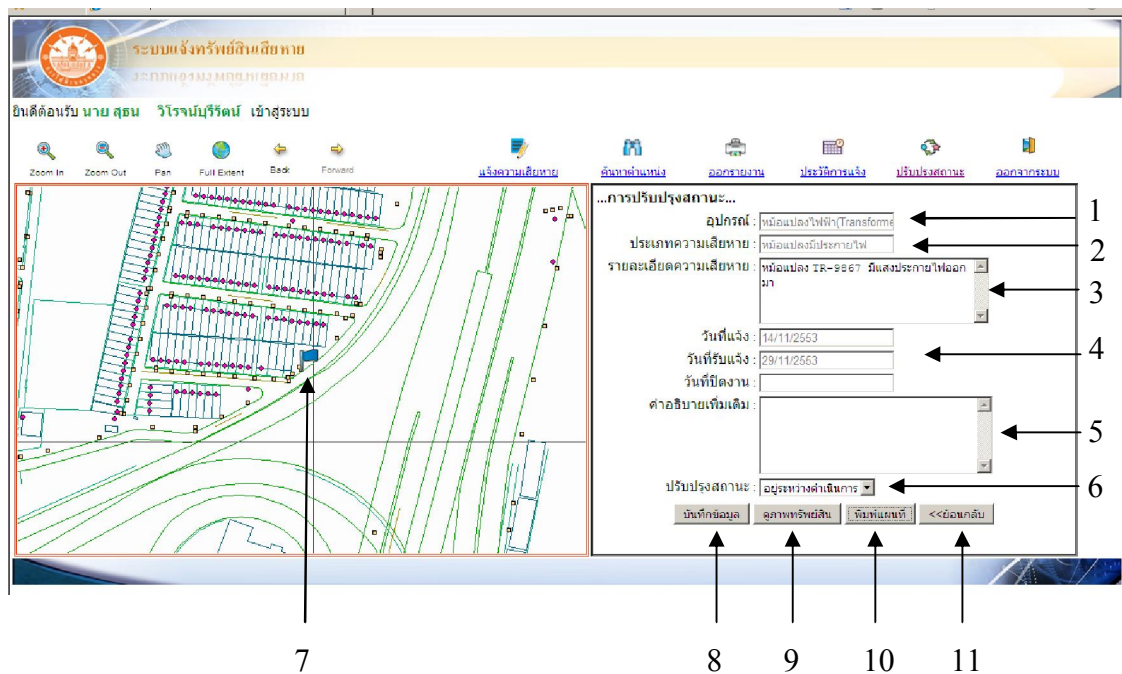 ระบบแจ้งทรัพย์สินเสียหาย
ยินดีต้อนรับ นาย สุธน วิโรจน์บุรีรัตน์ เข้าสู่ระบบ
Zoom In Zoom Out Pan Full Extent Back Forward แจ้งความเสียหาย ค้นหาตำแหน่ง ออกรายงาน ประวัติการแจ้ง ปรับปรุงสถานะ ออกจากระบบ
...การปรับปรุงสถานะ...
อุปกรณ์ : หม้อแปลงไฟฟ้า(Transforme 1
ประเภทความเสียหาย : หม้อแปลงมีประกายไฟ 2
รายละเอียดความเสียหาย : หม้อแปลง TR-9867 มีแสงประกายไฟออก
มา
3
วันที่แจ้ง : 14/11/2553
วันที่รับแจ้ง : 29/11/2553 4
วันที่ปิดงาน :
คำอธิบายเพิ่มเติม :
5
ปรับปรุงสถานะ : อยู่ระหว่างดำเนินการ 6
บันทึกข้อมูล ดูภาพทรัพย์สิน พิมพ์แผนที่ <<ย้อนกลับ
7 8 9 10 11